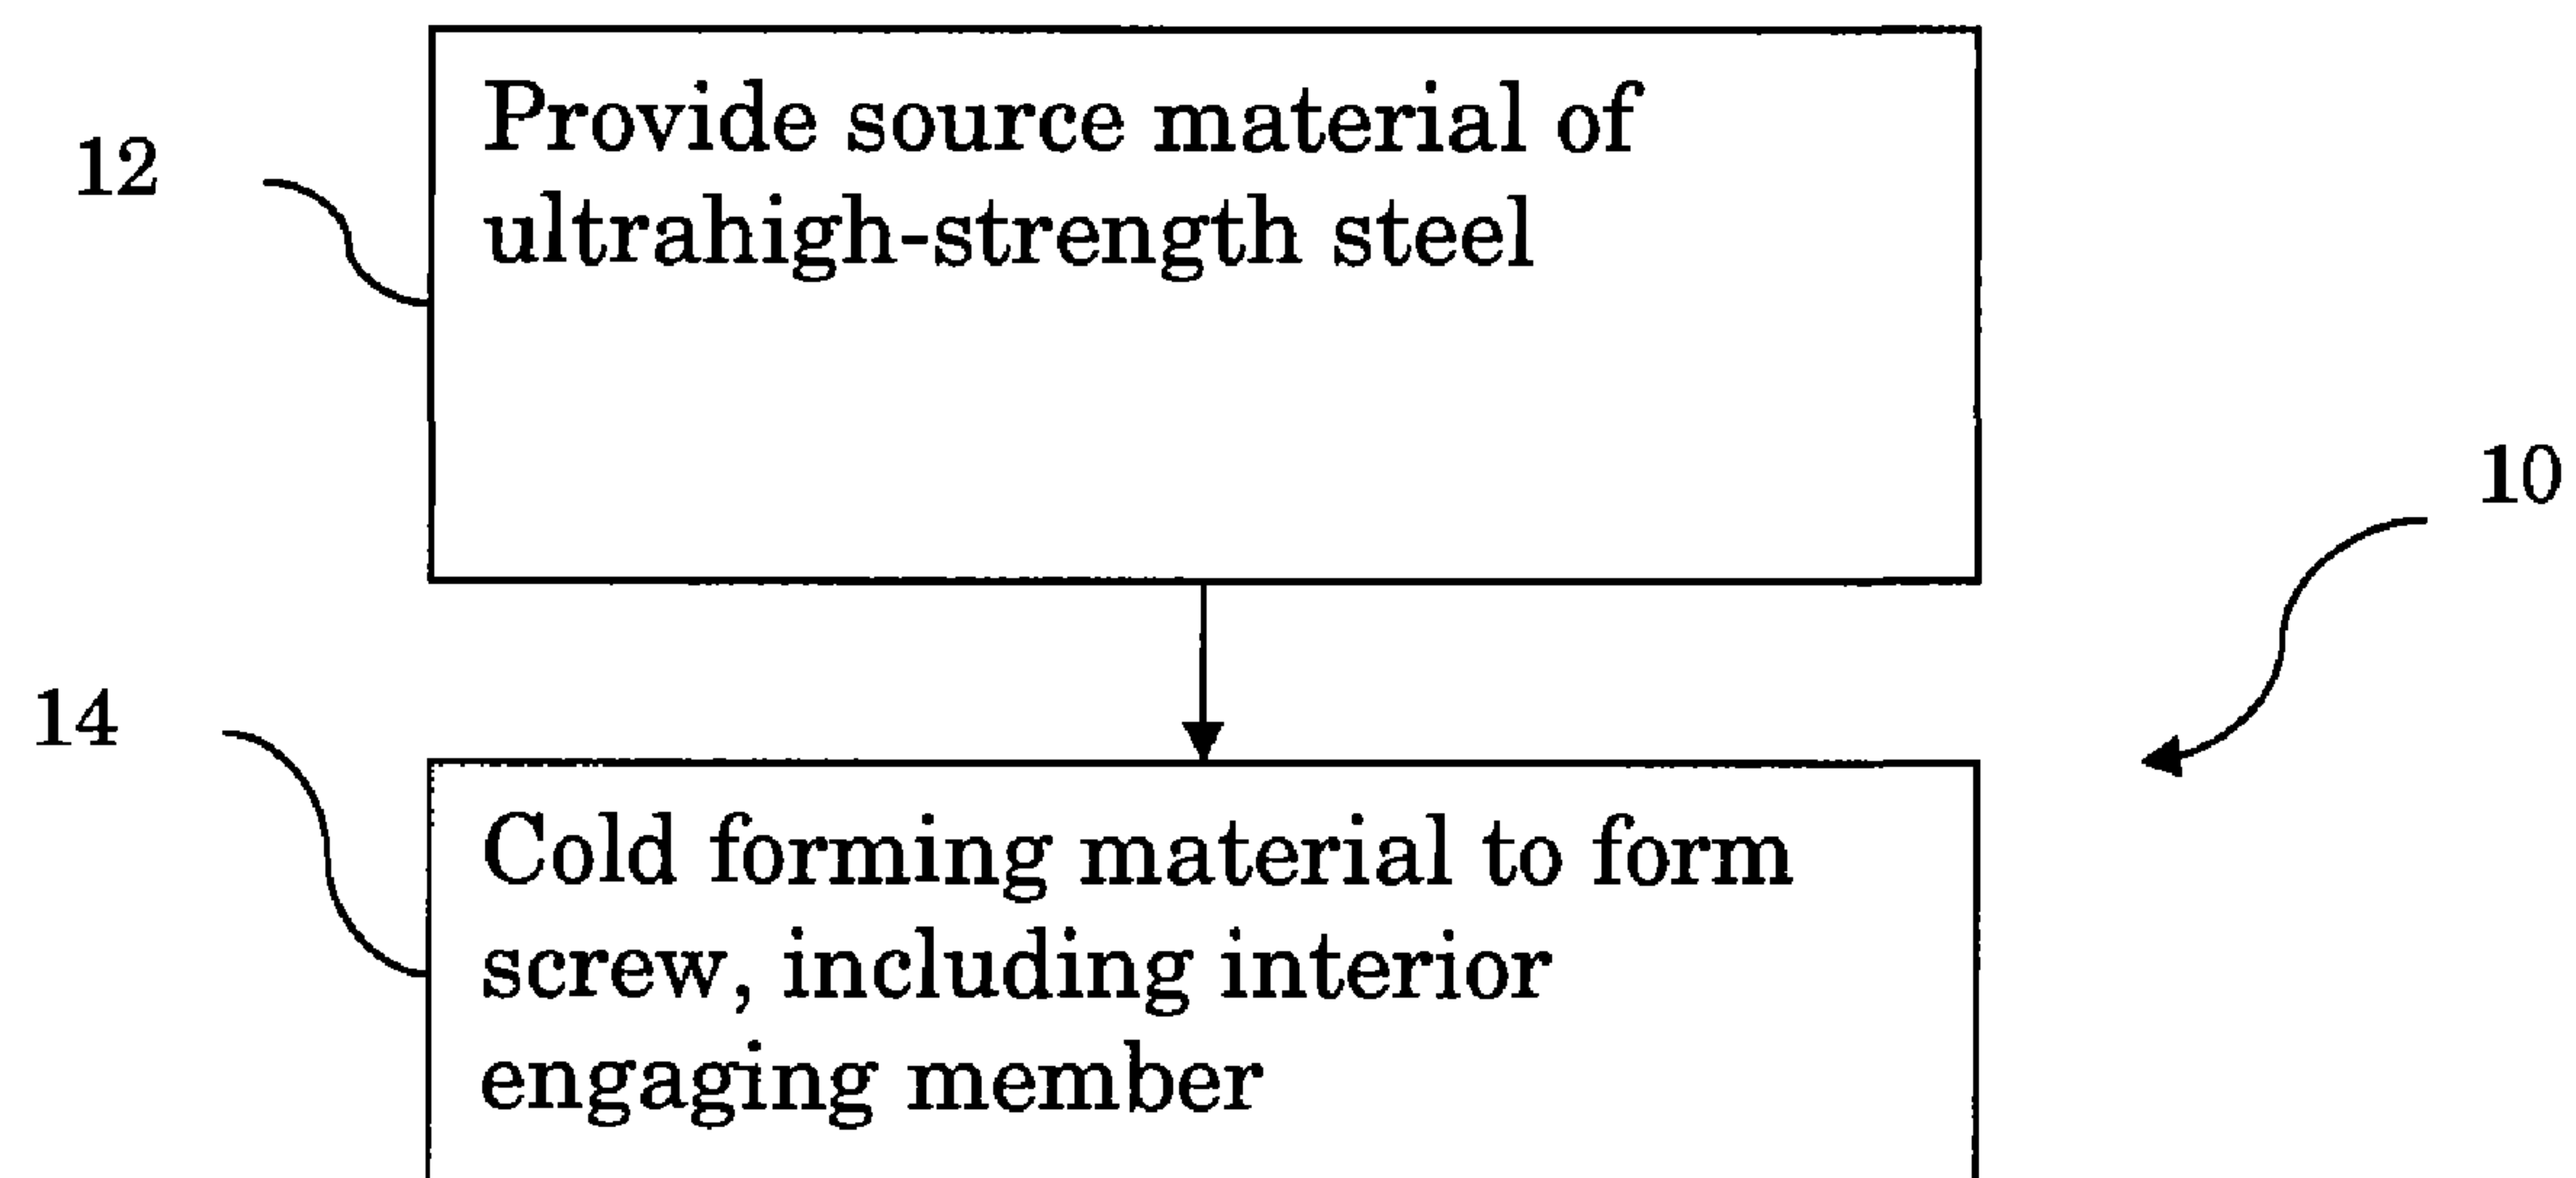 12
Provide source material of
ultrahigh-strength steel
10
14
Cold forming material to form
screw, including interior
engaging member